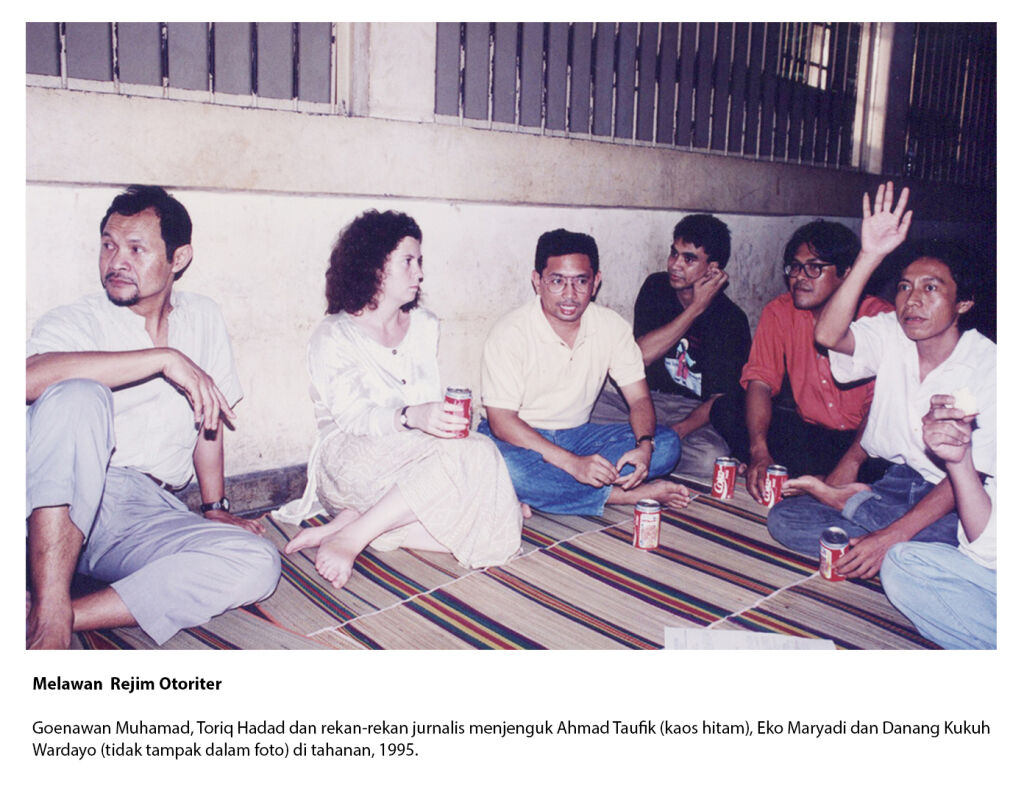 Melawan  Rejim Otoriter
Goenawan Muhamad, Toriq Hadad dan rekan-rekan jurnalis menjenguk Ahmad Taufik (kaos hitam), Eko Maryadi dan Danang Kukuh
Wardayo (tidak tampak dalam foto) di tahanan, 1995.